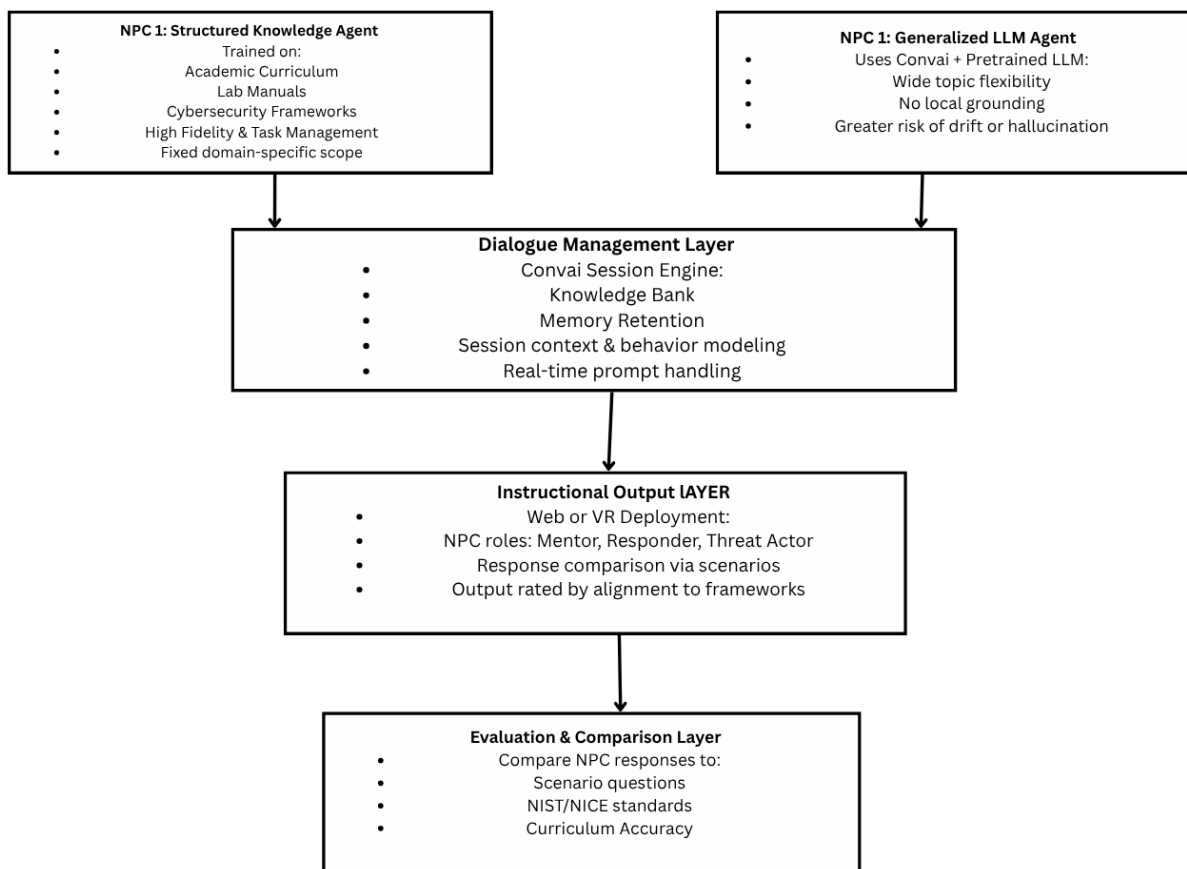 NPC 1: Structured Knowledge Agent
• Trained on:
• Academic Curriculum
• Lab Manuals
• Cybersecurity Frameworks
• High Fidelity & Task Management
• Fixed domain-specific scope
NPC 1: Generalized LLM Agent
• Uses Convai + Pretrained LLM:
• Wide topic flexibility
• No local grounding
• Greater risk of drift or hallucination
Dialogue Management Layer
• Convai Session Engine:
• Knowledge Bank
• Memory Retention
• Session context & behavior modeling
• Real-time prompt handling
Instructional Output lAYER
• Web or VR Deployment:
• NPC roles: Mentor, Responder, Threat Actor
• Response comparison via scenarios
• Output rated by alignment to frameworks
Evaluation & Comparison Layer
• Compare NPC responses to:
• Scenario questions
• NIST/NICE standards
• Curriculum Accuracy